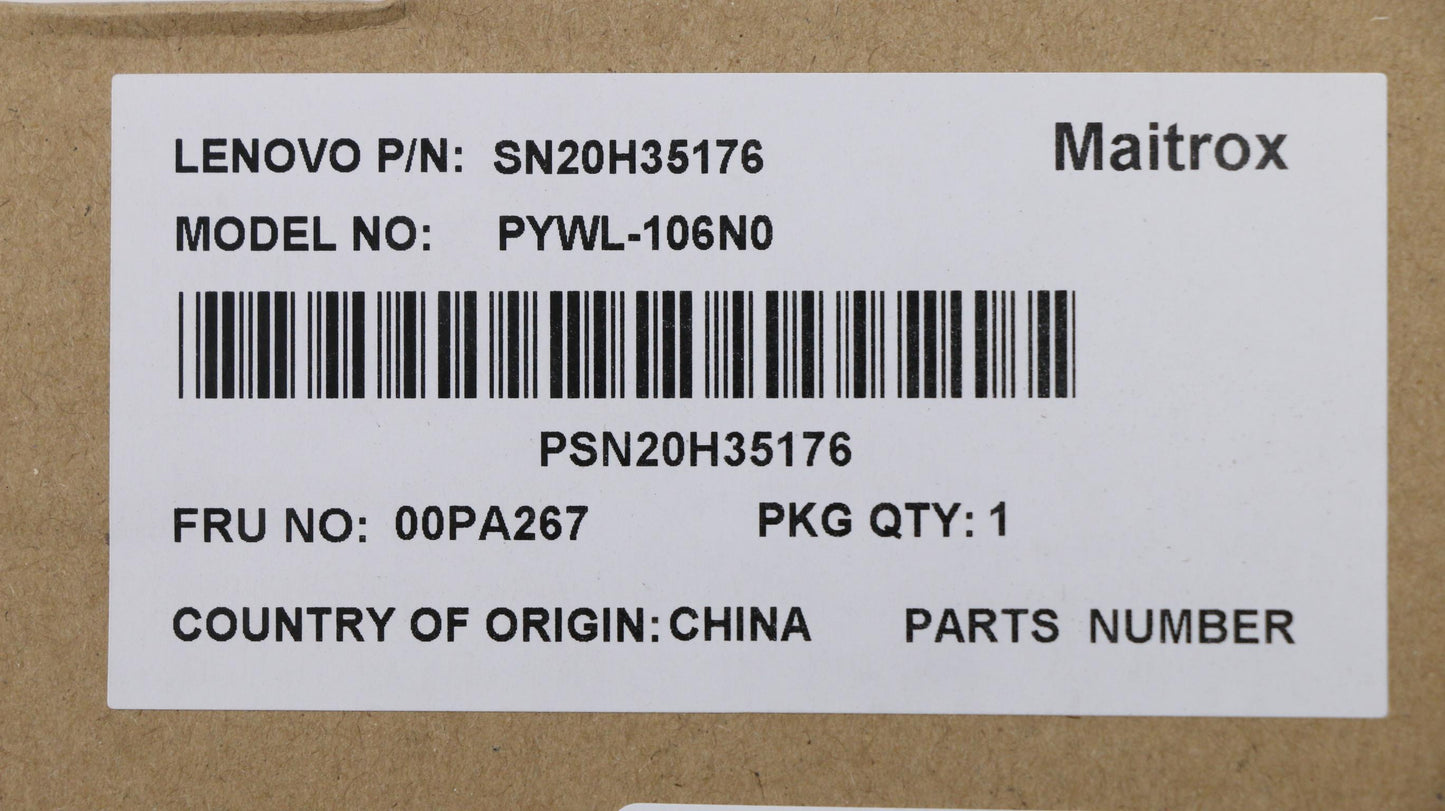 LENOVO P/N: SN20H35176 Maitrox
MODEL NO: PYWL-106N0
PSN20H35176
FRU NO: 00PA267 PKG QTY: 1
COUNTRY OF ORIGIN: CHINA PARTS NUMBER